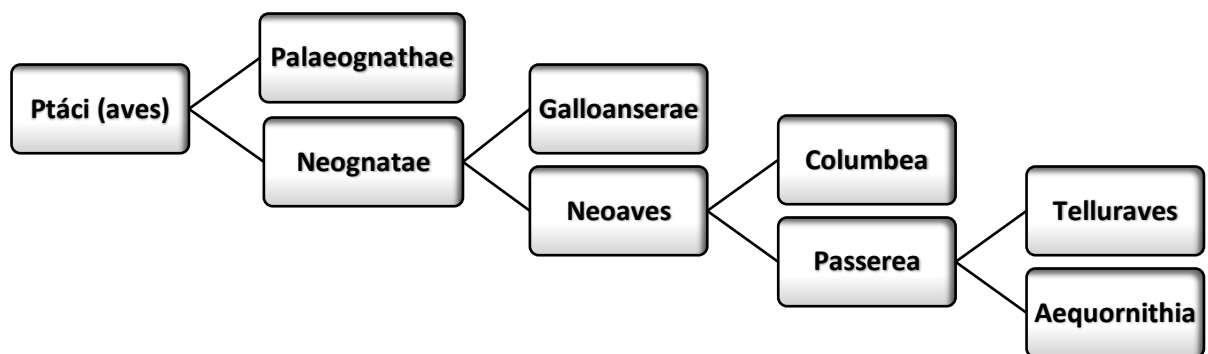 Ptáci (aves)
Palaeognathae
Neognatae
Galloanserae
Neoaves
Columbea
Passerea
Telluraves
Aequornithia